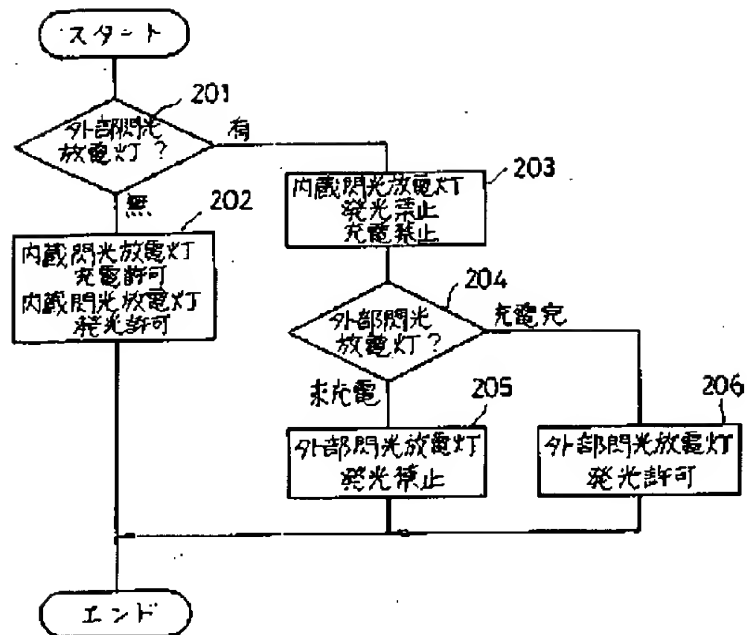 スタート
201
外部閃光
放電灯?
有
無
202
内蔵閃光放電灯
充電許可
内蔵閃光放電灯
発光許可
203
内蔵閃光放電灯
発光禁止
充電禁止
204
外部閃光
放電灯?
充電完
未充電
205
外部閃光放電灯
発光禁止
206
外部閃光放電灯
発光許可
エンド